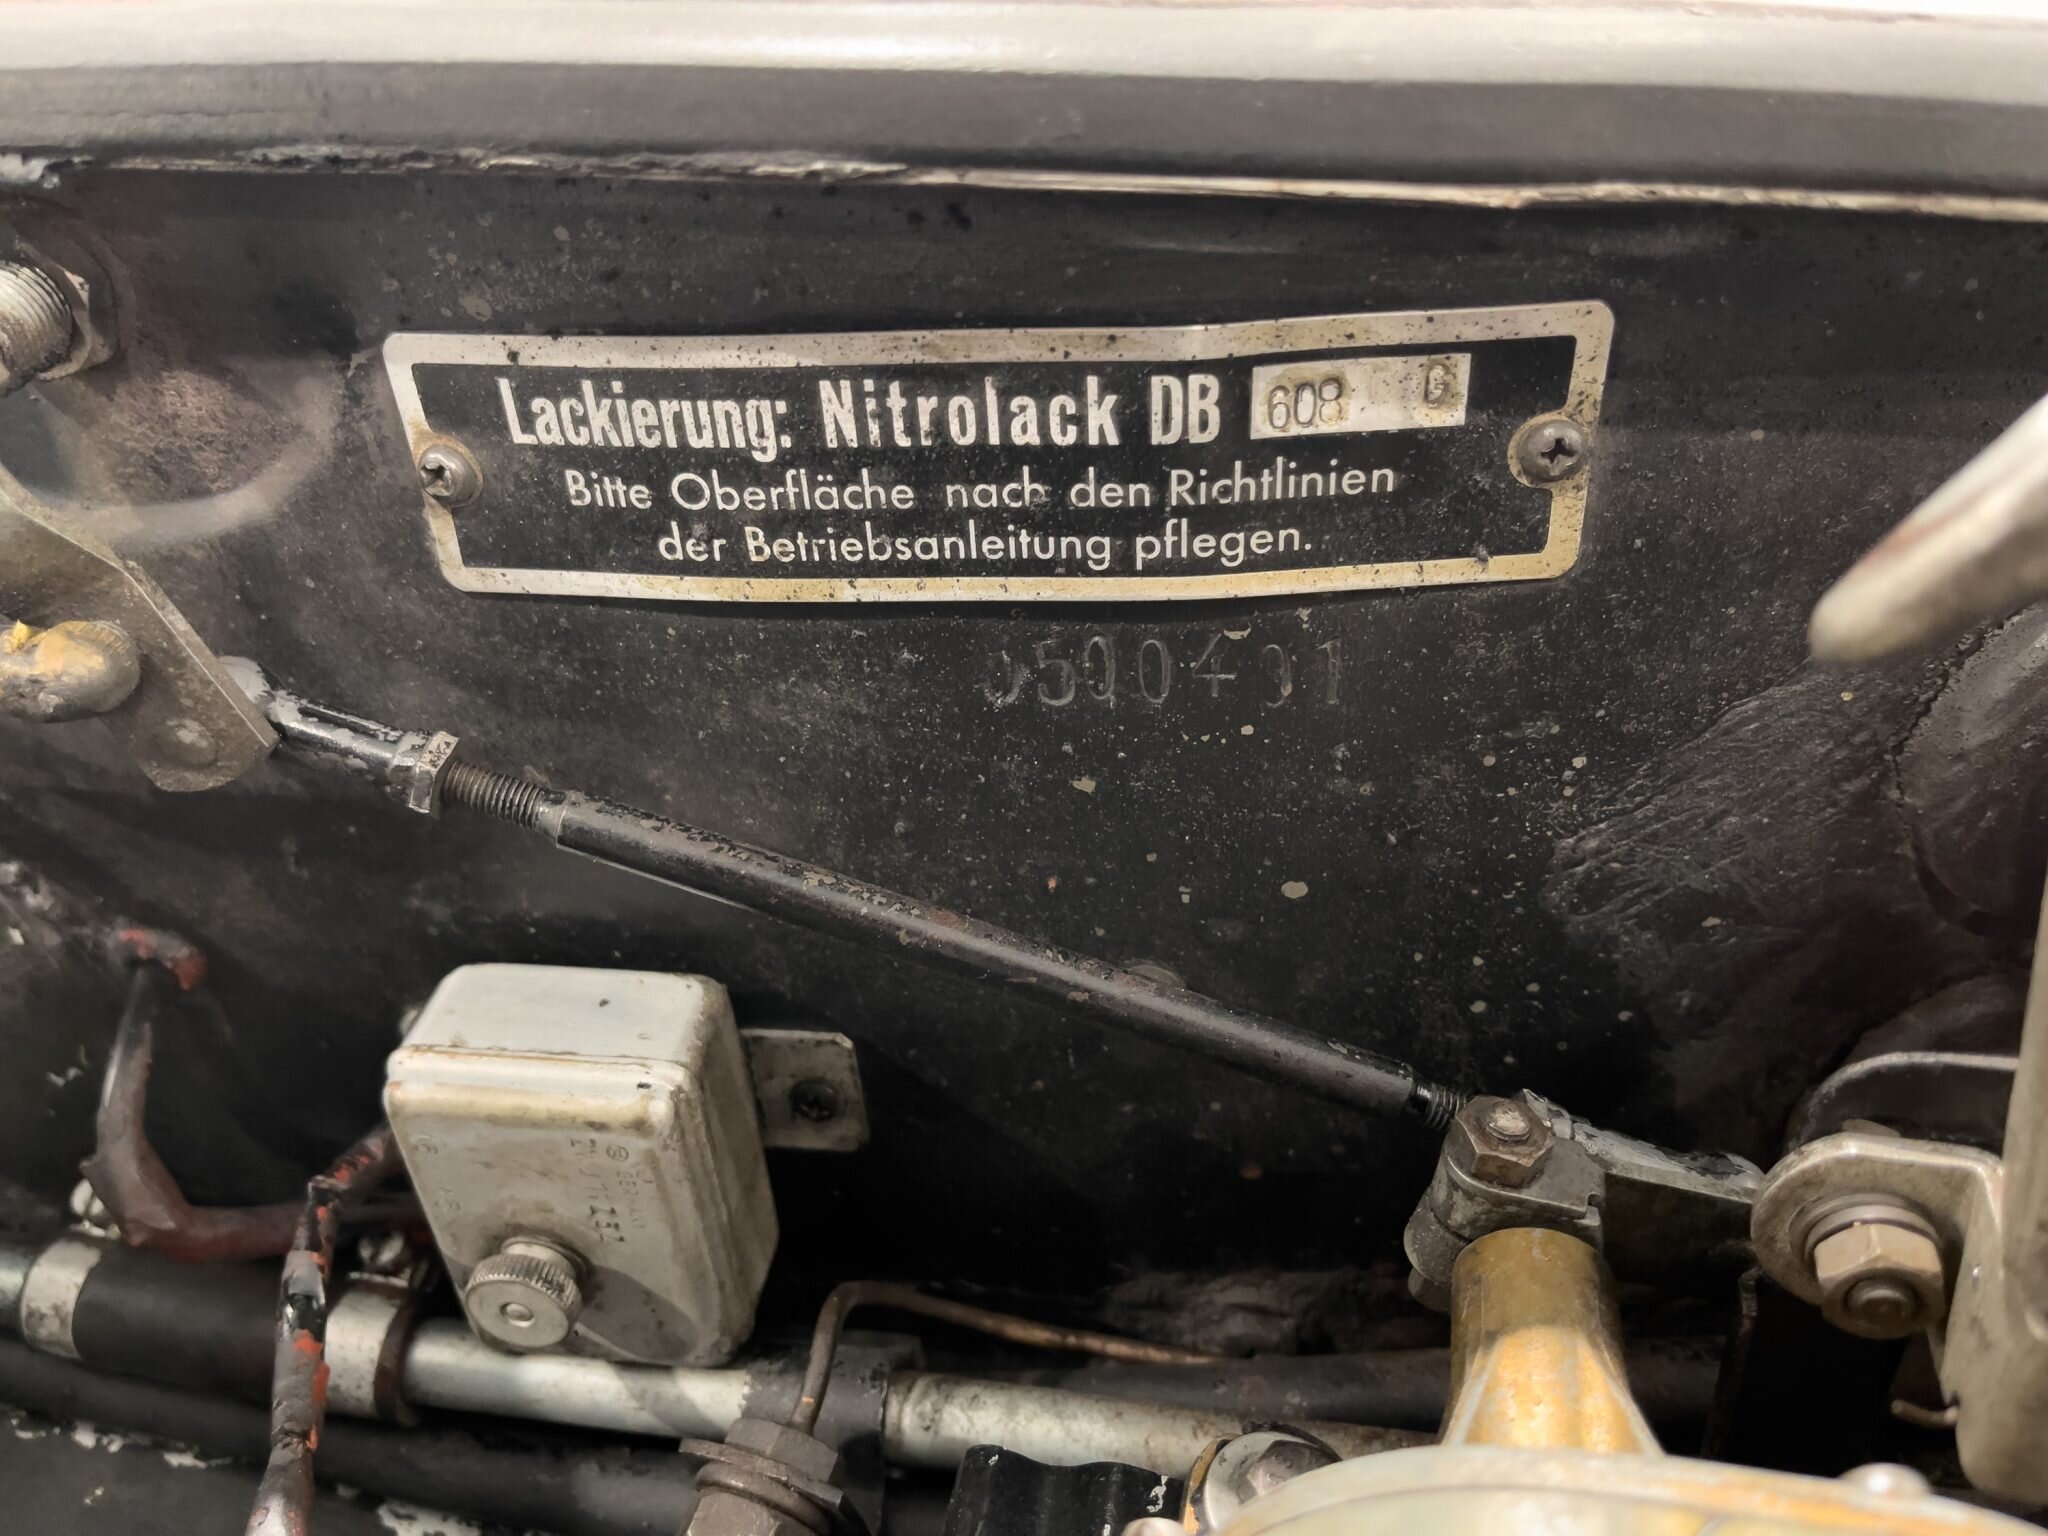 Lackierung: Nitrolack DB 608 G
Bitte Oberfläche nach den Richtlinien
der Betriebsanleitung pflegen.